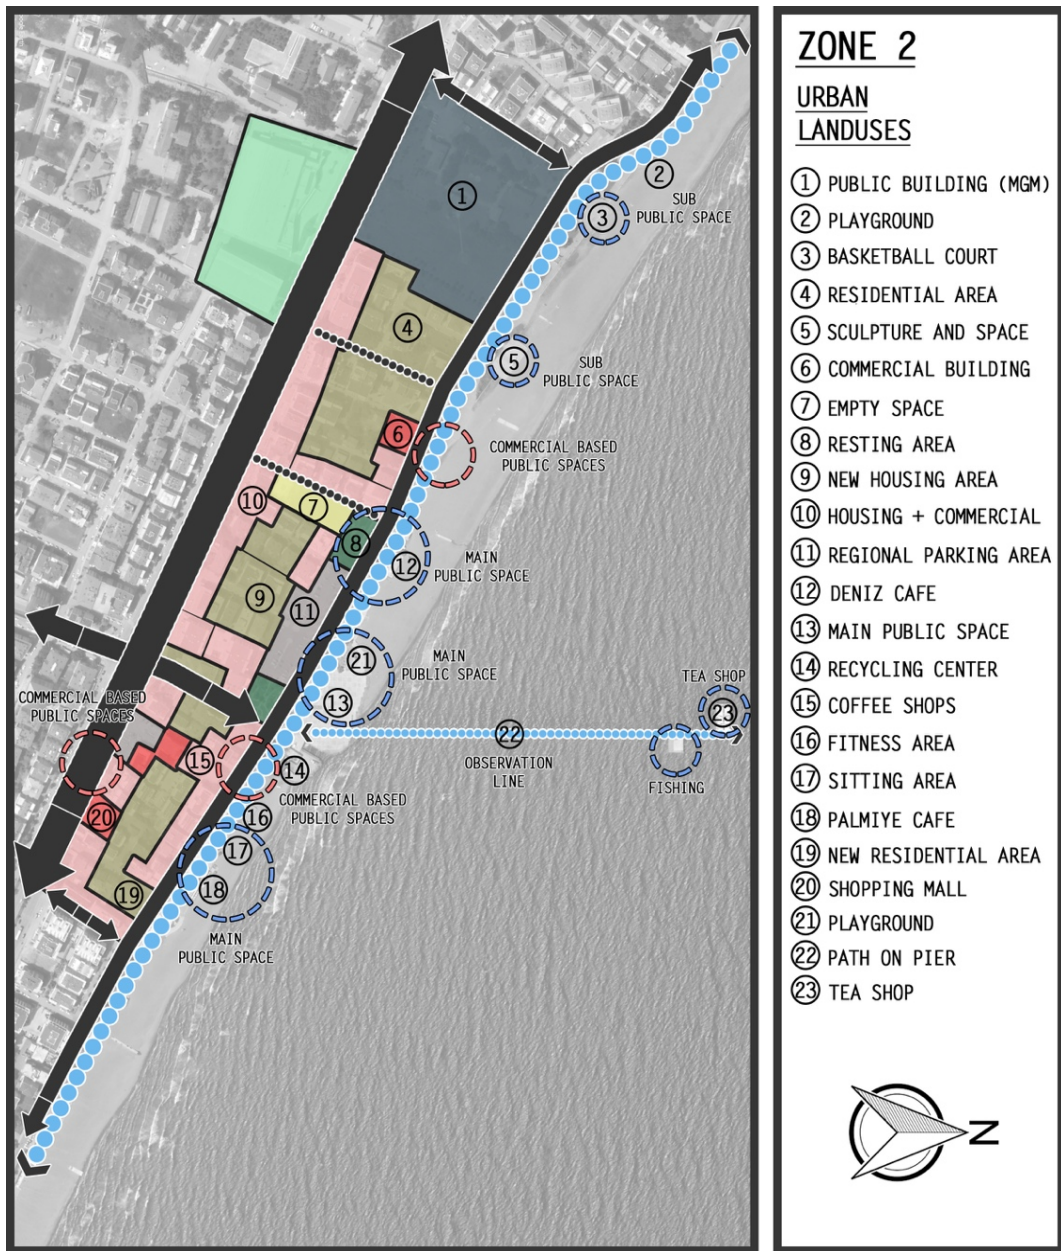 1
2
SUB
PUBLIC SPACE
3
4
5
SUB
PUBLIC SPACE
6
COMMERCIAL BASED
PUBLIC SPACES
10
7
8
12
MAIN
PUBLIC SPACE
9
11
21
MAIN
PUBLIC SPACE
13
TEA SHOP
23
COMMERCIAL BASED
PUBLIC SPACES
22
OBSERVATION
LINE
15
14
FISHING
COMMERCIAL BASED
PUBLIC SPACES
20
16
17
18
19
MAIN
PUBLIC SPACE
ZONE 2
URBAN
LANDUSES
1 PUBLIC BUILDING (MGM)
2 PLAYGROUND
3 BASKETBALL COURT
4 RESIDENTIAL AREA
5 SCULPTURE AND SPACE
6 COMMERCIAL BUILDING
7 EMPTY SPACE
8 RESTING AREA
9 NEW HOUSING AREA
10 HOUSING + COMMERCIAL
11 REGIONAL PARKING AREA
12 DENIZ CAFE
13 MAIN PUBLIC SPACE
14 RECYCLING CENTER
15 COFFEE SHOPS
16 FITNESS AREA
17 SITTING AREA
18 PALMIYE CAFE
19 NEW RESIDENTIAL AREA
20 SHOPPING MALL
21 PLAYGROUND
22 PATH ON PIER
23 TEA SHOP
N